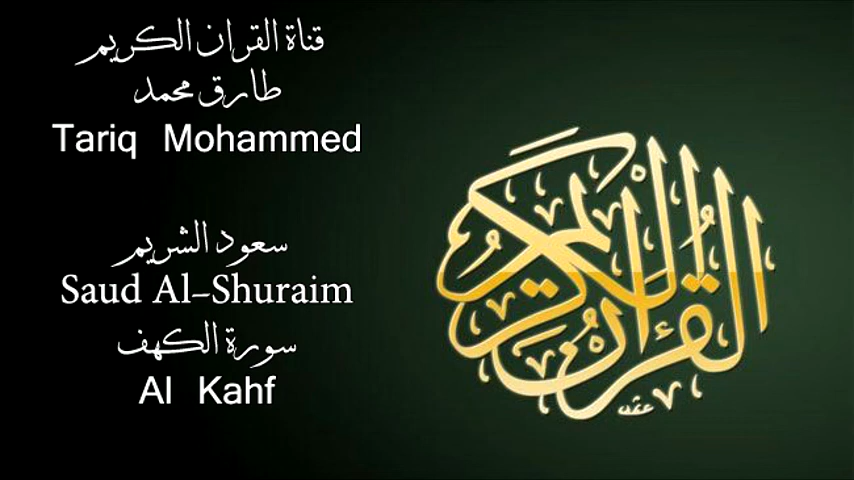 قناة القران الكريم
طارق محمد
Tariq Mohammed
سعود الشريم
Saud Al-Shuraim
سورة الكهف
Al Kahf
القرآن الكريم